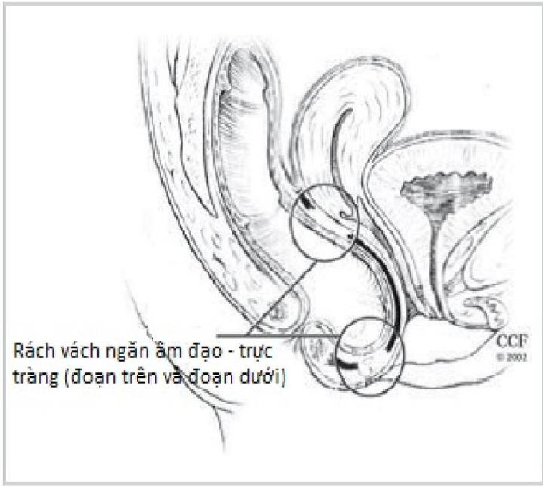 Rách vách ngăn âm đạo - trực
tràng (đoạn trên và đoạn dưới)
CCF
© 2002